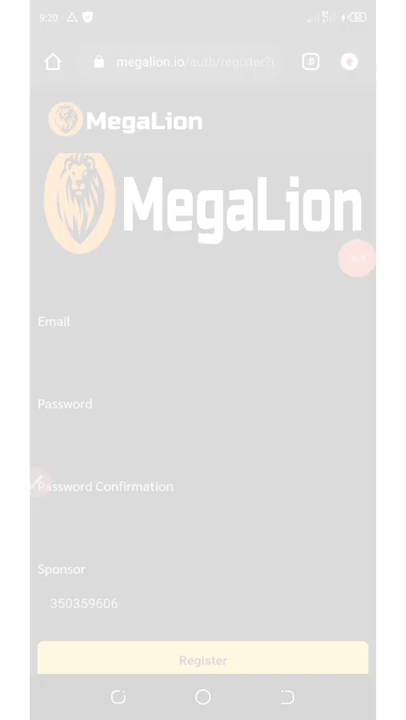 9:20
megalion.io/auth/register?
MegaLion
MegaLion
Email
Password
Password Confirmation
Sponsor
350359606
Register